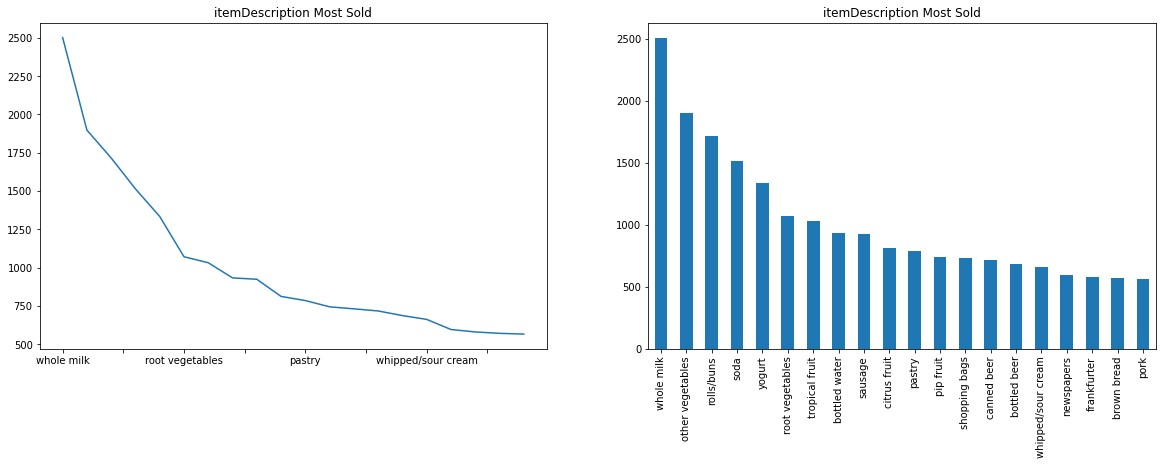 itemDescription Most Sold
2500
2250
2000
1750
1500
1250
1000
750
500
whole milk
root vegetables
pastry
whipped/sour cream
itemDescription Most Sold
2500
2000
1500
1000
500
0
whole milk
other vegetables
rolls/buns
soda
yogurt
root vegetables
tropical fruit
bottled water
sausage
citrus fruit
pastry
pip fruit
shopping bags
canned beer
bottled beer
whipped/sour cream
newspapers
frankfurter
brown bread
pork